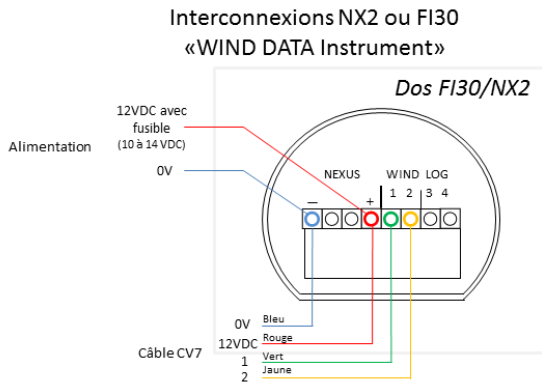 Interconnexions NX2 ou FI30
«WIND DATA Instrument»
Dos FI30/NX2
12VDC avec
fusible
(10 à 14 VDC)
Alimentation
0V
NEXUS
WIND LOG
1 2 3 4
— +
0V Bleu
12VDC Rouge
Câble CV7
1 Vert
2 Jaune